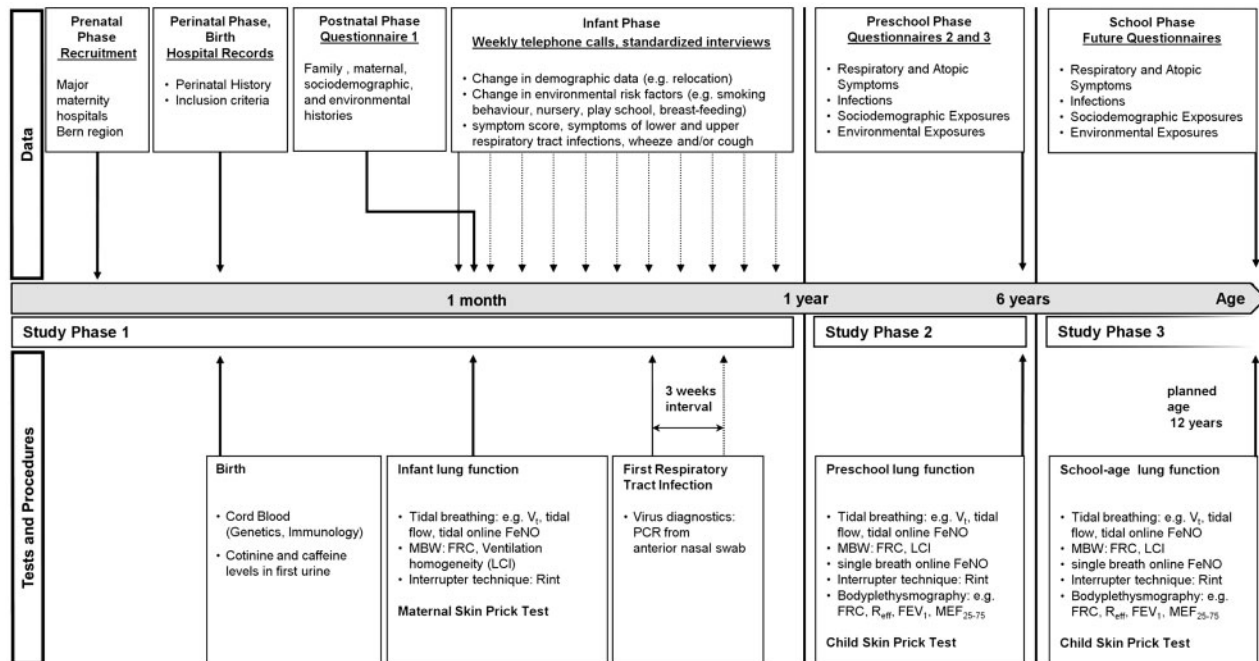 Data
Prenatal
Phase
Recruitment
Major
maternity
hospitals
Bern region
Perinatal Phase,
Birth
Hospital Records
• Perinatal History
• Inclusion criteria
Postnatal Phase
Questionnaire 1
Family , maternal,
sociodemographic,
and environmental
histories
Infant Phase
Weekly telephone calls, standardized interviews
• Change in demographic data (e.g. relocation)
• Change in environmental risk factors (e.g. smoking
behaviour, nursery, play school, breast-feeding)
• symptom score, symptoms of lower and upper
respiratory tract infections, wheeze and/or cough
Preschool Phase
Questionnaires 2 and 3
• Respiratory and Atopic
Symptoms
• Infections
• Sociodemographic Exposures
• Environmental Exposures
School Phase
Future Questionnaires
• Respiratory and Atopic
Symptoms
• Infections
• Sociodemographic Exposures
• Environmental Exposures
1 month 1 year 6 years Age
Study Phase 1 Study Phase 2 Study Phase 3
Tests and Procedures
3 weeks
interval
planned
age
12 years
Birth
• Cord Blood
(Genetics, Immunology)
• Cotinine and caffeine
levels in first urine
Infant lung function
• Tidal breathing: e.g. Vt, tidal
flow, tidal online FeNO
• MBW: FRC, Ventilation
homogeneity (LCI)
• Interrupter technique: Rint
Maternal Skin Prick Test
First Respiratory
Tract Infection
• Virus diagnostics:
PCR from
anterior nasal swab
Preschool lung function
• Tidal breathing: e.g. Vt, tidal
flow, tidal online FeNO
• MBW: FRC, LCI
• single breath online FeNO
• Interrupter technique: Rint
• Bodyplethysmography: e.g.
FRC, Reff, FEV1, MEF25-75
Child Skin Prick Test
School-age lung function
• Tidal breathing: e.g. Vt, tidal
flow, tidal online FeNO
• MBW: FRC, LCI
• single breath online FeNO
• Interrupter technique: Rint
• Bodyplethysmography: e.g.
FRC, Reff, FEV1, MEF25-75
Child Skin Prick Test